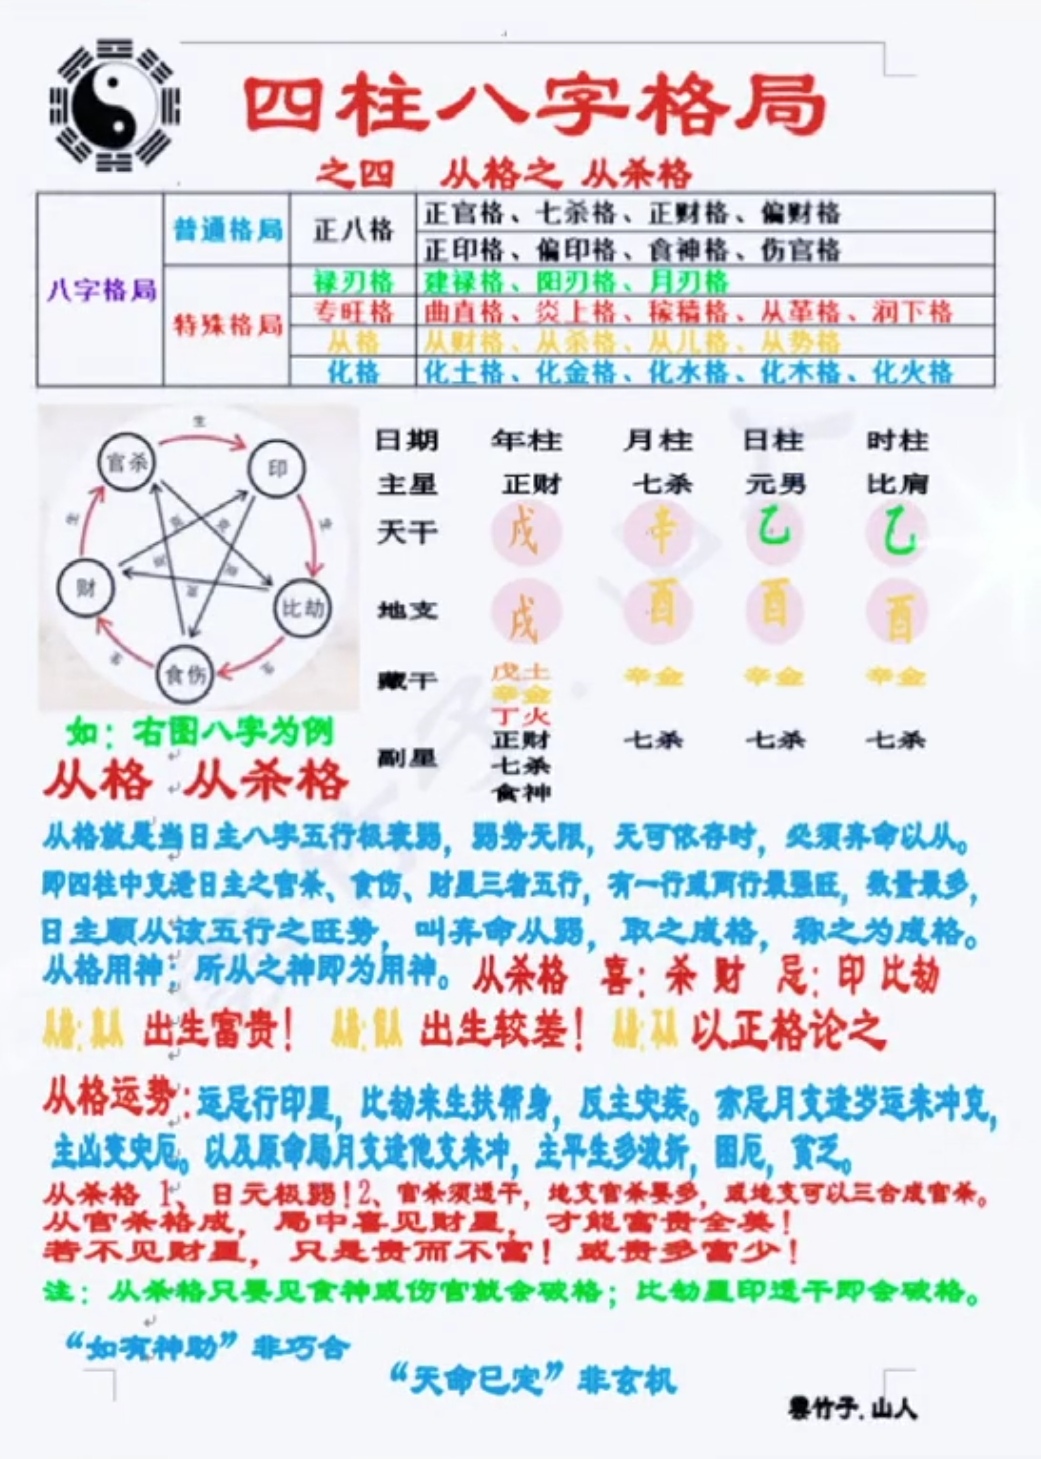 四柱八字格局
之四 从格之 从杀格
八字格局
普通格局
正八格
正官格、七杀格、正财格、偏财格
正印格、偏印格、食神格、伤官格
特殊格局
禄刃格
建禄格、阳刃格、月刃格
专旺格
曲直格、炎上格、稼穑格、从革格、润下格
从格
从财格、从杀格、从儿格、从势格
化格
化土格、化金格、化水格、化木格、化火格
官杀
印
比劫
食伤
财
生
生
生
生
生
日期 年柱 月柱 日柱 时柱
主星 正财 七杀 元男 比肩
天干 戌 辛 乙 乙
地支 戌 酉 酉 酉
藏干 戊土 辛金 辛金 辛金
辛金
丁火
副星 正财 七杀 七杀 七杀
七杀
食神
如：右图八字为例
从格 从杀格
从格就是当日主八字五行极衰弱，弱势无限，无可依存时，必须弃命以从。
即四柱中克泄日主之官杀、食伤、财星三者五行，有一行或两行最强旺，数量最多，
日主顺从该五行之旺势，叫弃命从弱，取之成格，称之为成格。
从格用神：所从之神即为用神。从杀格 喜：杀 财 忌：印 比劫
从格：真从 出生富贵！ 从格：假从 出生较差！ 从格：不从 以正格论之
从格运势：运忌行印星，比劫来生扶帮身，反主灾疾。亦忌月支逢岁运来冲克，
主凶变灾厄。以及原命局月支逢他支来冲，主平生多波折，困厄，贫乏。
从杀格 1、日元极弱！2、官杀须透干，地支官杀要多，或地支可以三合成官杀。
从官杀格成，局中喜见财星，才能富贵全美！
若不见财星，只是贵而不富！或贵多富少！
注：从杀格只要见食神或伤官就会破格；比劫星印透干即会破格。
“如有神助”非巧合
“天命已定”非玄机
雲竹子.山人